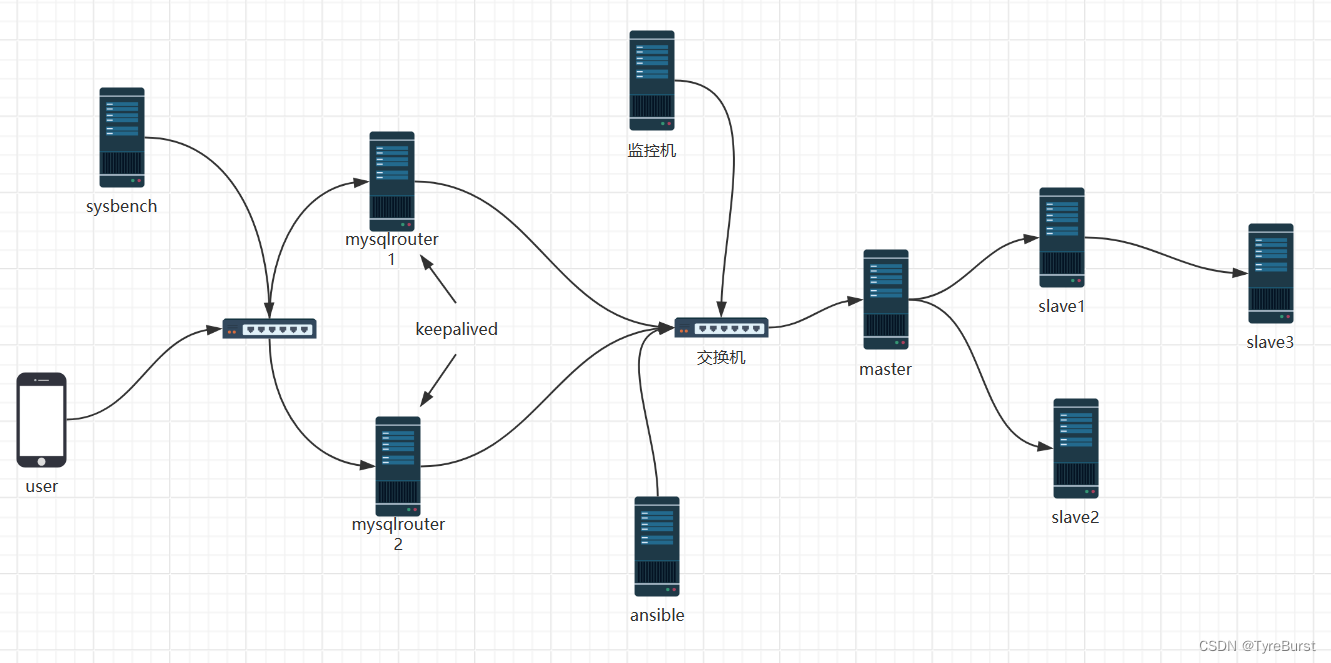 监控机
sysbench
mysqlrouter
1
slave1
keepalived
slave3
交换机
master
user
slave2
mysqlrouter
2
ansible
CSDN @TyreBurst